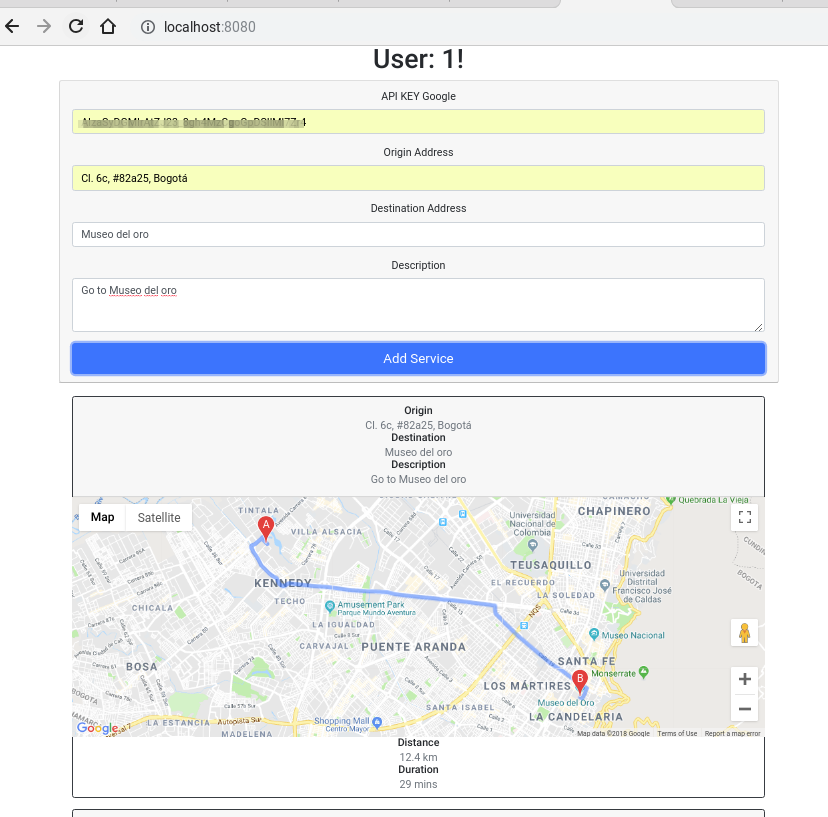 localhost:8080
User: 1!
API KEY Google
Origin Address
Cl. 6c, #82a25, Bogotá
Destination Address
Museo del oro
Description
Go to Museo del oro
Add Service
Origin
Cl. 6c, #82a25, Bogotá
Destination
Museo del oro
Description
Go to Museo del oro
Map
Satellite
TINTALA
A
VILLA ALSACIA
Universidad
Nacional
de Colombia
CHAPINERO
Quebrada La Vieja
TEUSAQUILLO
KENNEDY
TECHO
EL RECUERDO
LA SOLEDAD
Universidad
Distrital
Francisco José
de Caldas
CHICALA
Amusement Park
Parque Mundo Aventura
LA IGUALDAD
NQS
CARVAJAL
PUENTE ARANDA
Museo Nacional
BOSA
SANTA FE
Monserrate
LOS MÁRTIRES
B
Museo del Oro
LA CANDELARIA
SANTA ISABEL
LA ESTANCIA
Autopista Sur
Shopping Mall
Centro Mayor
MADELENA
Google
Map data ©2018 Google
Terms of Use
Report a map error
Distance
12.4 km
Duration
29 mins